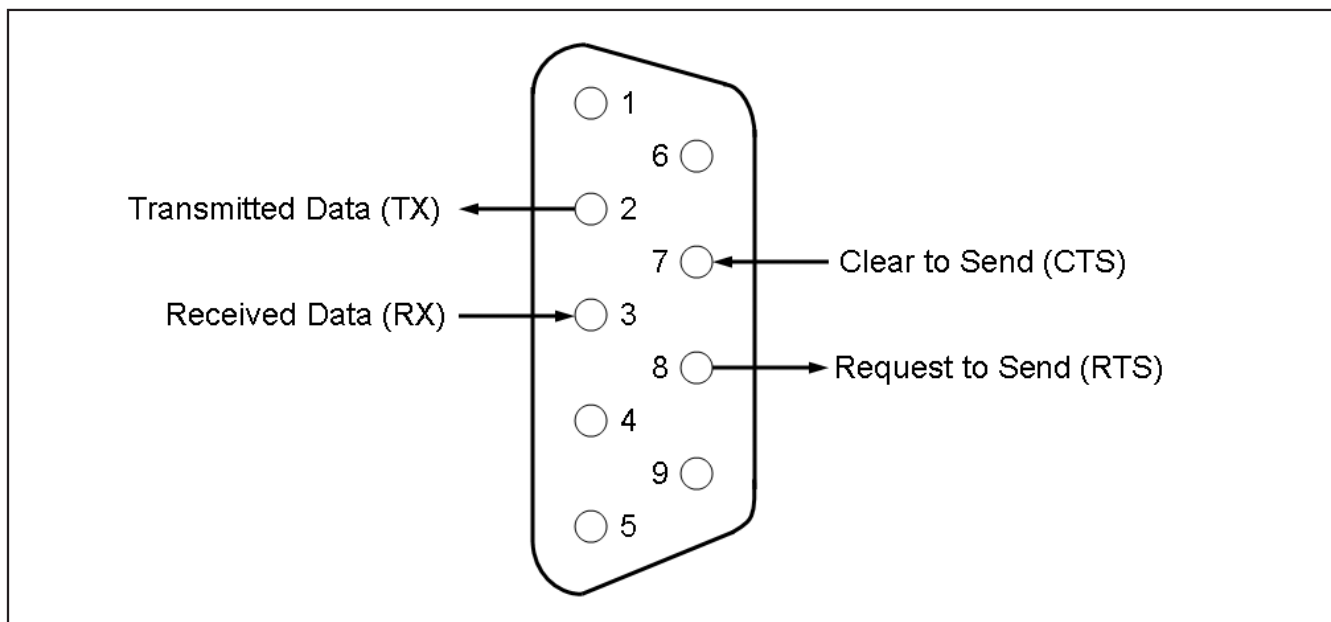 1
6
Transmitted Data (TX)
2
7
Clear to Send (CTS)
Received Data (RX)
3
8
Request to Send (RTS)
4
9
5